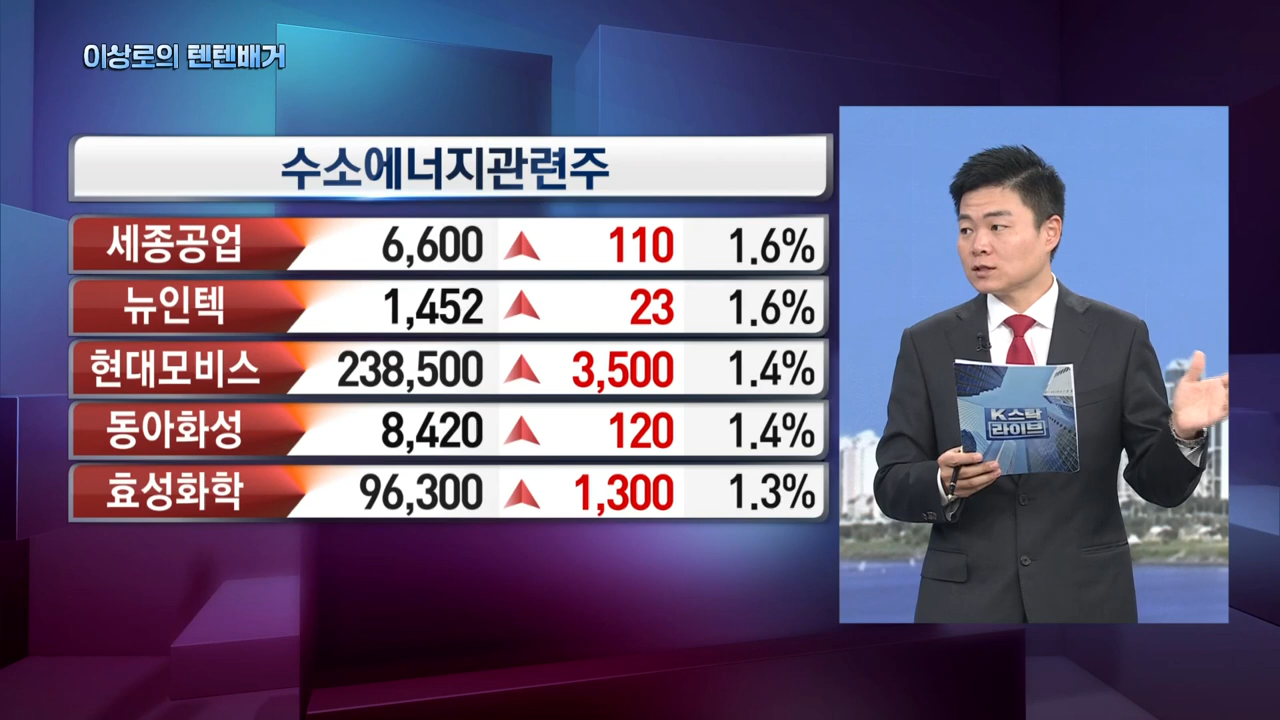 이상로의 텐텐배거
수소에너지관련주
세종공업 6,600 ▲ 110 1.6%
뉴인텍 1,452 ▲ 23 1.6%
현대모비스 238,500 ▲ 3,500 1.4%
동아화성 8,420 ▲ 120 1.4%
효성화학 96,300 ▲ 1,300 1.3%
K스탁
라이브